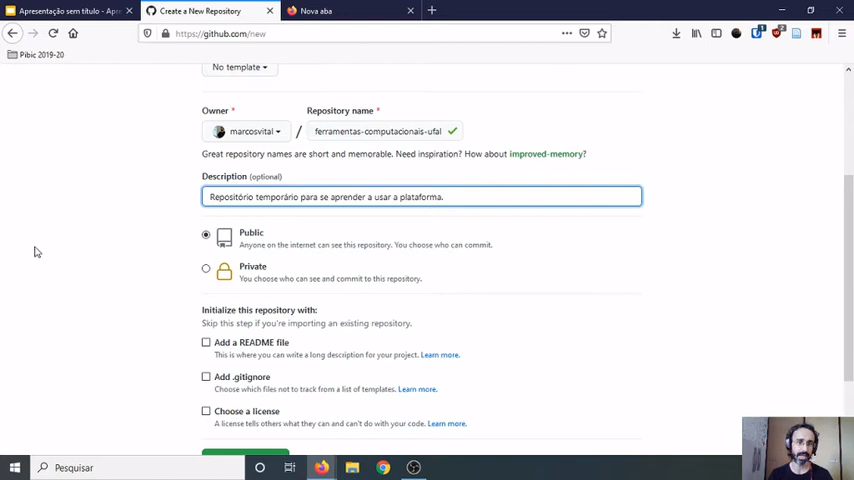 Apresentação sem título - Apre
Create a New Repository
Nova aba
https://github.com/new
Pibic 2019-20
No template
Owner *
Repository name *
marcosvital
/
ferramentas-computacionais-ufal
Great repository names are short and memorable. Need inspiration? How about improved-memory?
Description (optional)
Repositório temporário para se aprender a usar a plataforma.
Public
Anyone on the internet can see this repository. You choose who can commit.
Private
You choose who can see and commit to this repository.
Initialize this repository with:
Skip this step if you're importing an existing repository.
Add a README file
This is where you can write a long description for your project. Learn more.
Add .gitignore
Choose which files not to track from a list of templates. Learn more.
Choose a license
A license tells others what they can and can't do with your code. Learn more.
Pesquisar